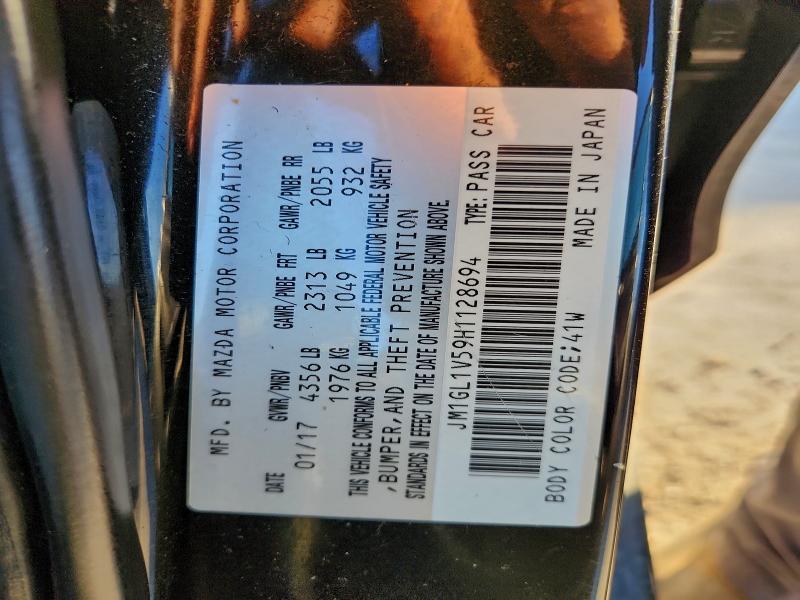 MFD. BY MAZDA MOTOR CORPORATION
DATE GVWR/PNBV GAWR/PNBE FRT GAWR/PNBE RR
01/17 4356 LB 2313 LB 2055 LB
1976 KG 1049 KG 932 KG
THIS VEHICLE CONFORMS TO ALL APPLICABLE FEDERAL MOTOR VEHICLE SAFETY
,BUMPER,AND THEFT PREVENTION
STANDARDS IN EFFECT ON THE DATE OF MANUFACTURE SHOWN ABOVE.
JM1GL1V59H1128694 TYPE: PASS CAR
BODY COLOR CODE:41W MADE IN JAPAN